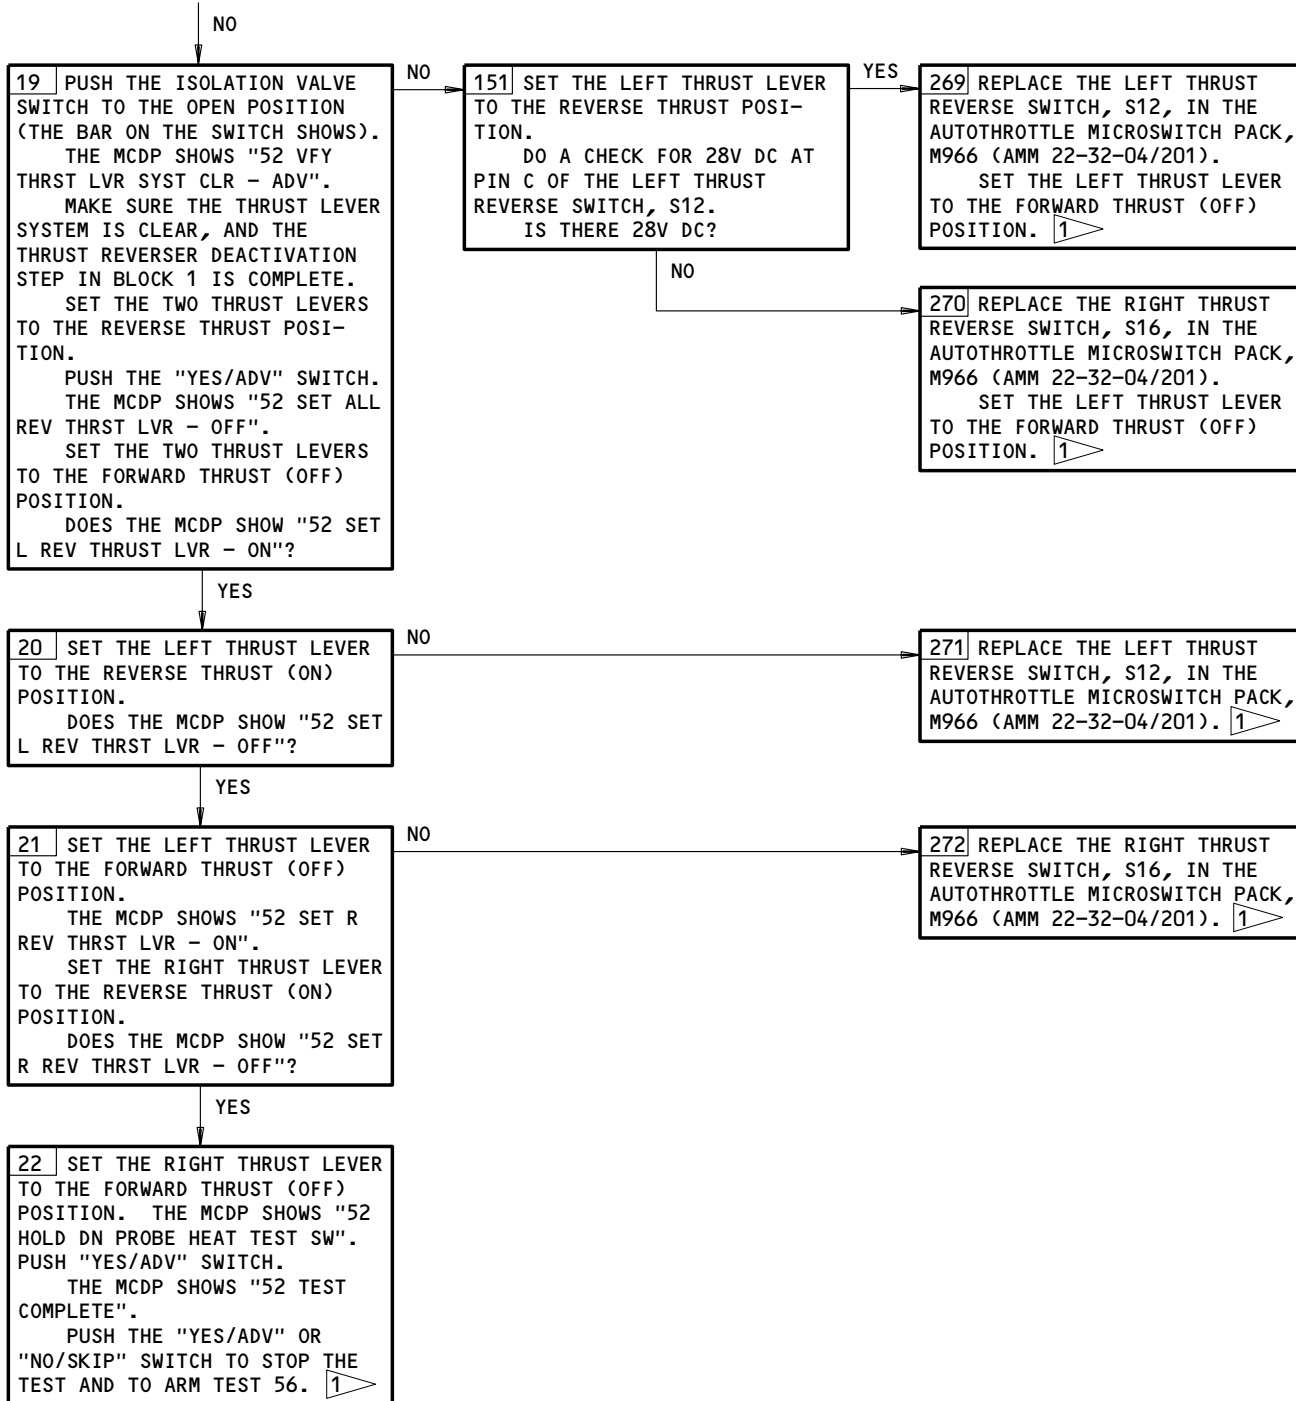 NO
19 PUSH THE ISOLATION VALVE
SWITCH TO THE OPEN POSITION
(THE BAR ON THE SWITCH SHOWS).
THE MCDP SHOWS "52 VFY
THRST LVR SYST CLR – ADV".
MAKE SURE THE THRUST LEVER
SYSTEM IS CLEAR, AND THE
THRUST REVERSER DEACTIVATION
STEP IN BLOCK 1 IS COMPLETE.
SET THE TWO THRUST LEVERS
TO THE REVERSE THRUST POSI–
TION.
PUSH THE "YES/ADV" SWITCH.
THE MCDP SHOWS "52 SET ALL
REV THRST LVR – OFF".
SET THE TWO THRUST LEVERS
TO THE FORWARD THRUST (OFF)
POSITION.
DOES THE MCDP SHOW "52 SET
L REV THRUST LVR – ON"?
NO
151 SET THE LEFT THRUST LEVER
TO THE REVERSE THRUST POSI–
TION.
DO A CHECK FOR 28V DC AT
PIN C OF THE LEFT THRUST
REVERSE SWITCH, S12.
IS THERE 28V DC?
YES
269 REPLACE THE LEFT THRUST
REVERSE SWITCH, S12, IN THE
AUTOTHROTTLE MICROSWITCH PACK,
M966 (AMM 22–32–04/201).
SET THE LEFT THRUST LEVER
TO THE FORWARD THRUST (OFF)
POSITION. 1
NO
270 REPLACE THE RIGHT THRUST
REVERSE SWITCH, S16, IN THE
AUTOTHROTTLE MICROSWITCH PACK,
M966 (AMM 22–32–04/201).
SET THE LEFT THRUST LEVER
TO THE FORWARD THRUST (OFF)
POSITION. 1
YES
20 SET THE LEFT THRUST LEVER
TO THE REVERSE THRUST (ON)
POSITION.
DOES THE MCDP SHOW "52 SET
L REV THRST LVR – OFF"?
NO
271 REPLACE THE LEFT THRUST
REVERSE SWITCH, S12, IN THE
AUTOTHROTTLE MICROSWITCH PACK,
M966 (AMM 22–32–04/201). 1
YES
21 SET THE LEFT THRUST LEVER
TO THE FORWARD THRUST (OFF)
POSITION.
THE MCDP SHOWS "52 SET R
REV THRST LVR – ON".
SET THE RIGHT THRUST LEVER
TO THE REVERSE THRUST (ON)
POSITION.
DOES THE MCDP SHOW "52 SET
R REV THRST LVR – OFF"?
NO
272 REPLACE THE RIGHT THRUST
REVERSE SWITCH, S16, IN THE
AUTOTHROTTLE MICROSWITCH PACK,
M966 (AMM 22–32–04/201). 1
YES
22 SET THE RIGHT THRUST LEVER
TO THE FORWARD THRUST (OFF)
POSITION. THE MCDP SHOWS "52
HOLD DN PROBE HEAT TEST SW".
PUSH "YES/ADV" SWITCH.
THE MCDP SHOWS "52 TEST
COMPLETE".
PUSH THE "YES/ADV" OR
"NO/SKIP" SWITCH TO STOP THE
TEST AND TO ARM TEST 56. 1